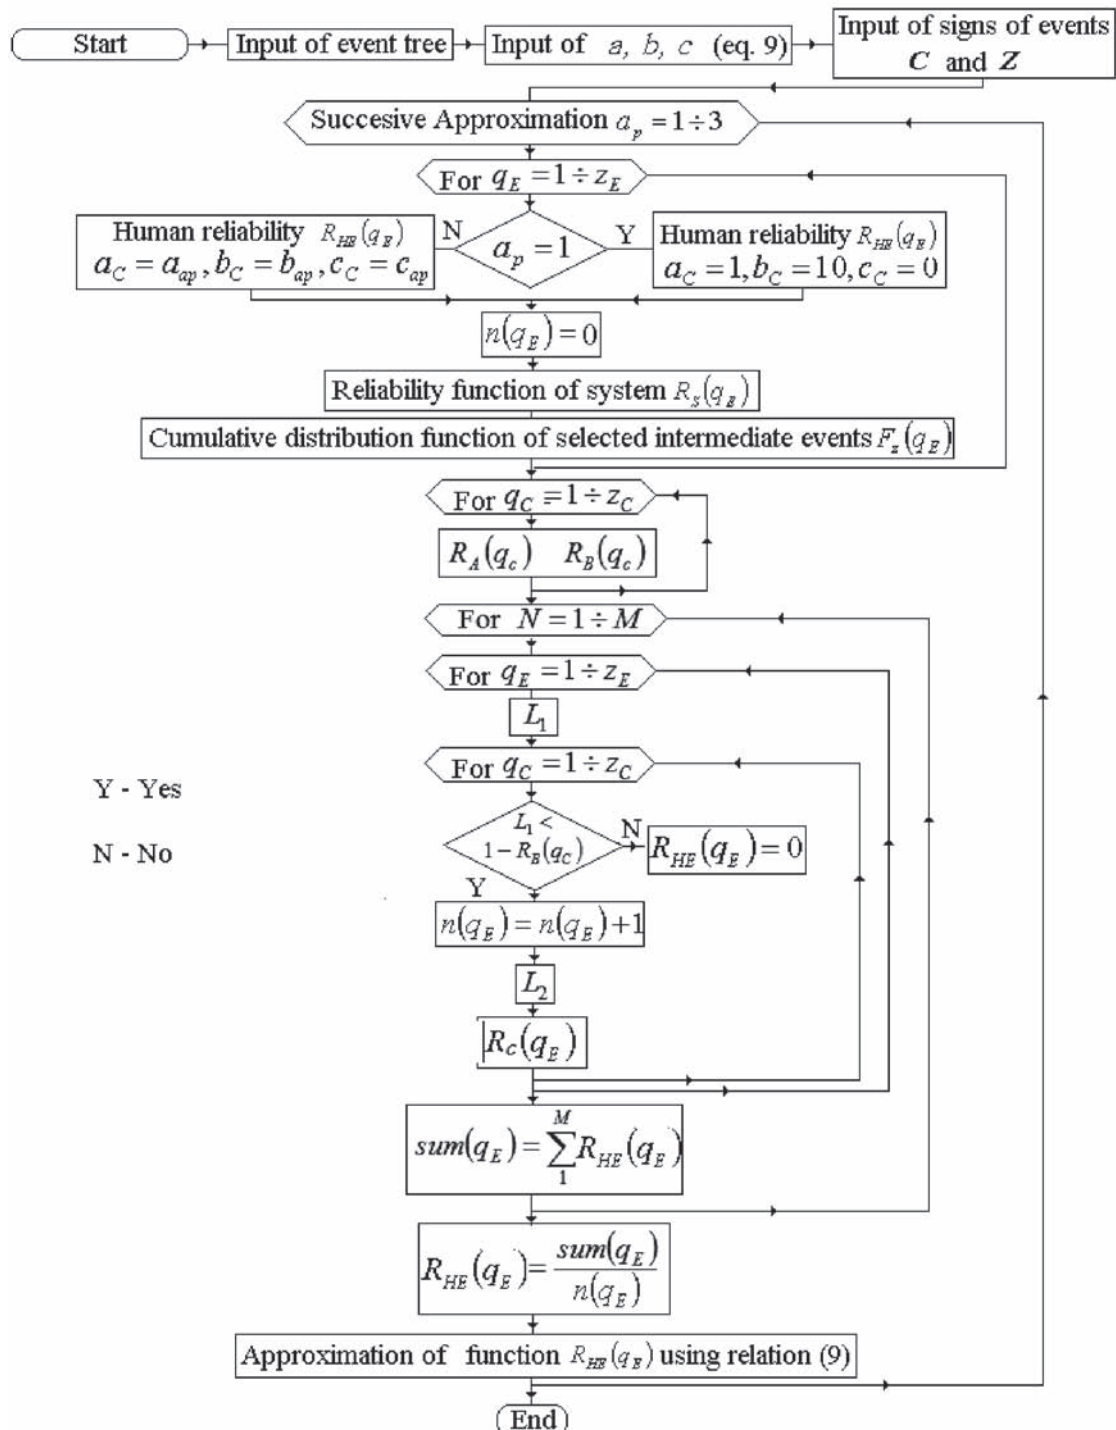 Start
Input of event tree
Input of a, b, c (eq. 9)
Input of signs of events
C and Z
Succesive Approximation a_p = 1 ÷ 3
For q_E = 1 ÷ z_E
Human reliability R_HE(q_E)
a_C = a_ap, b_C = b_ap, c_C = c_ap
N
a_p = 1
Y
Human reliability R_HE(q_E)
a_C = 1, b_C = 10, c_C = 0
n(q_E) = 0
Reliability function of system R_S(q_E)
Cumulative distribution function of selected intermediate events F_z(q_E)
For q_C = 1 ÷ z_C
R_A(q_c) R_B(q_c)
For N = 1 ÷ M
For q_E = 1 ÷ z_E
L_1
For q_C = 1 ÷ z_C
Y - Yes
N - No
L_1 <
1 − R_B(q_C)
N
R_HE(q_E) = 0
Y
n(q_E) = n(q_E) + 1
L_2
R_C(q_E)
sum(q_E) = ∑_1^M R_HE(q_E)
R_HE(q_E) = sum(q_E) / n(q_E)
Approximation of function R_HE(q_E) using relation (9)
End